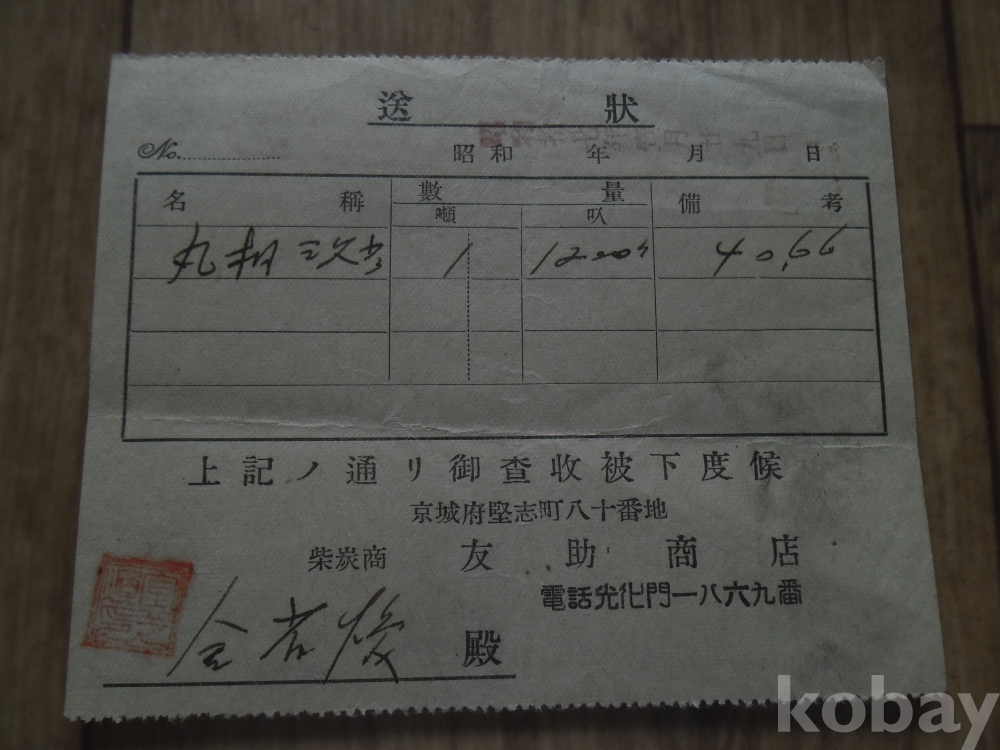 送狀
No.
昭和 年 月 日
名稱 數量 備考
噸 叺
丸 1 12 40.66
上記ノ通リ御査收被下度候
京城府堅志町八十番地
柴炭商 友助商店
電話光化門一八六九番
殿
kobay